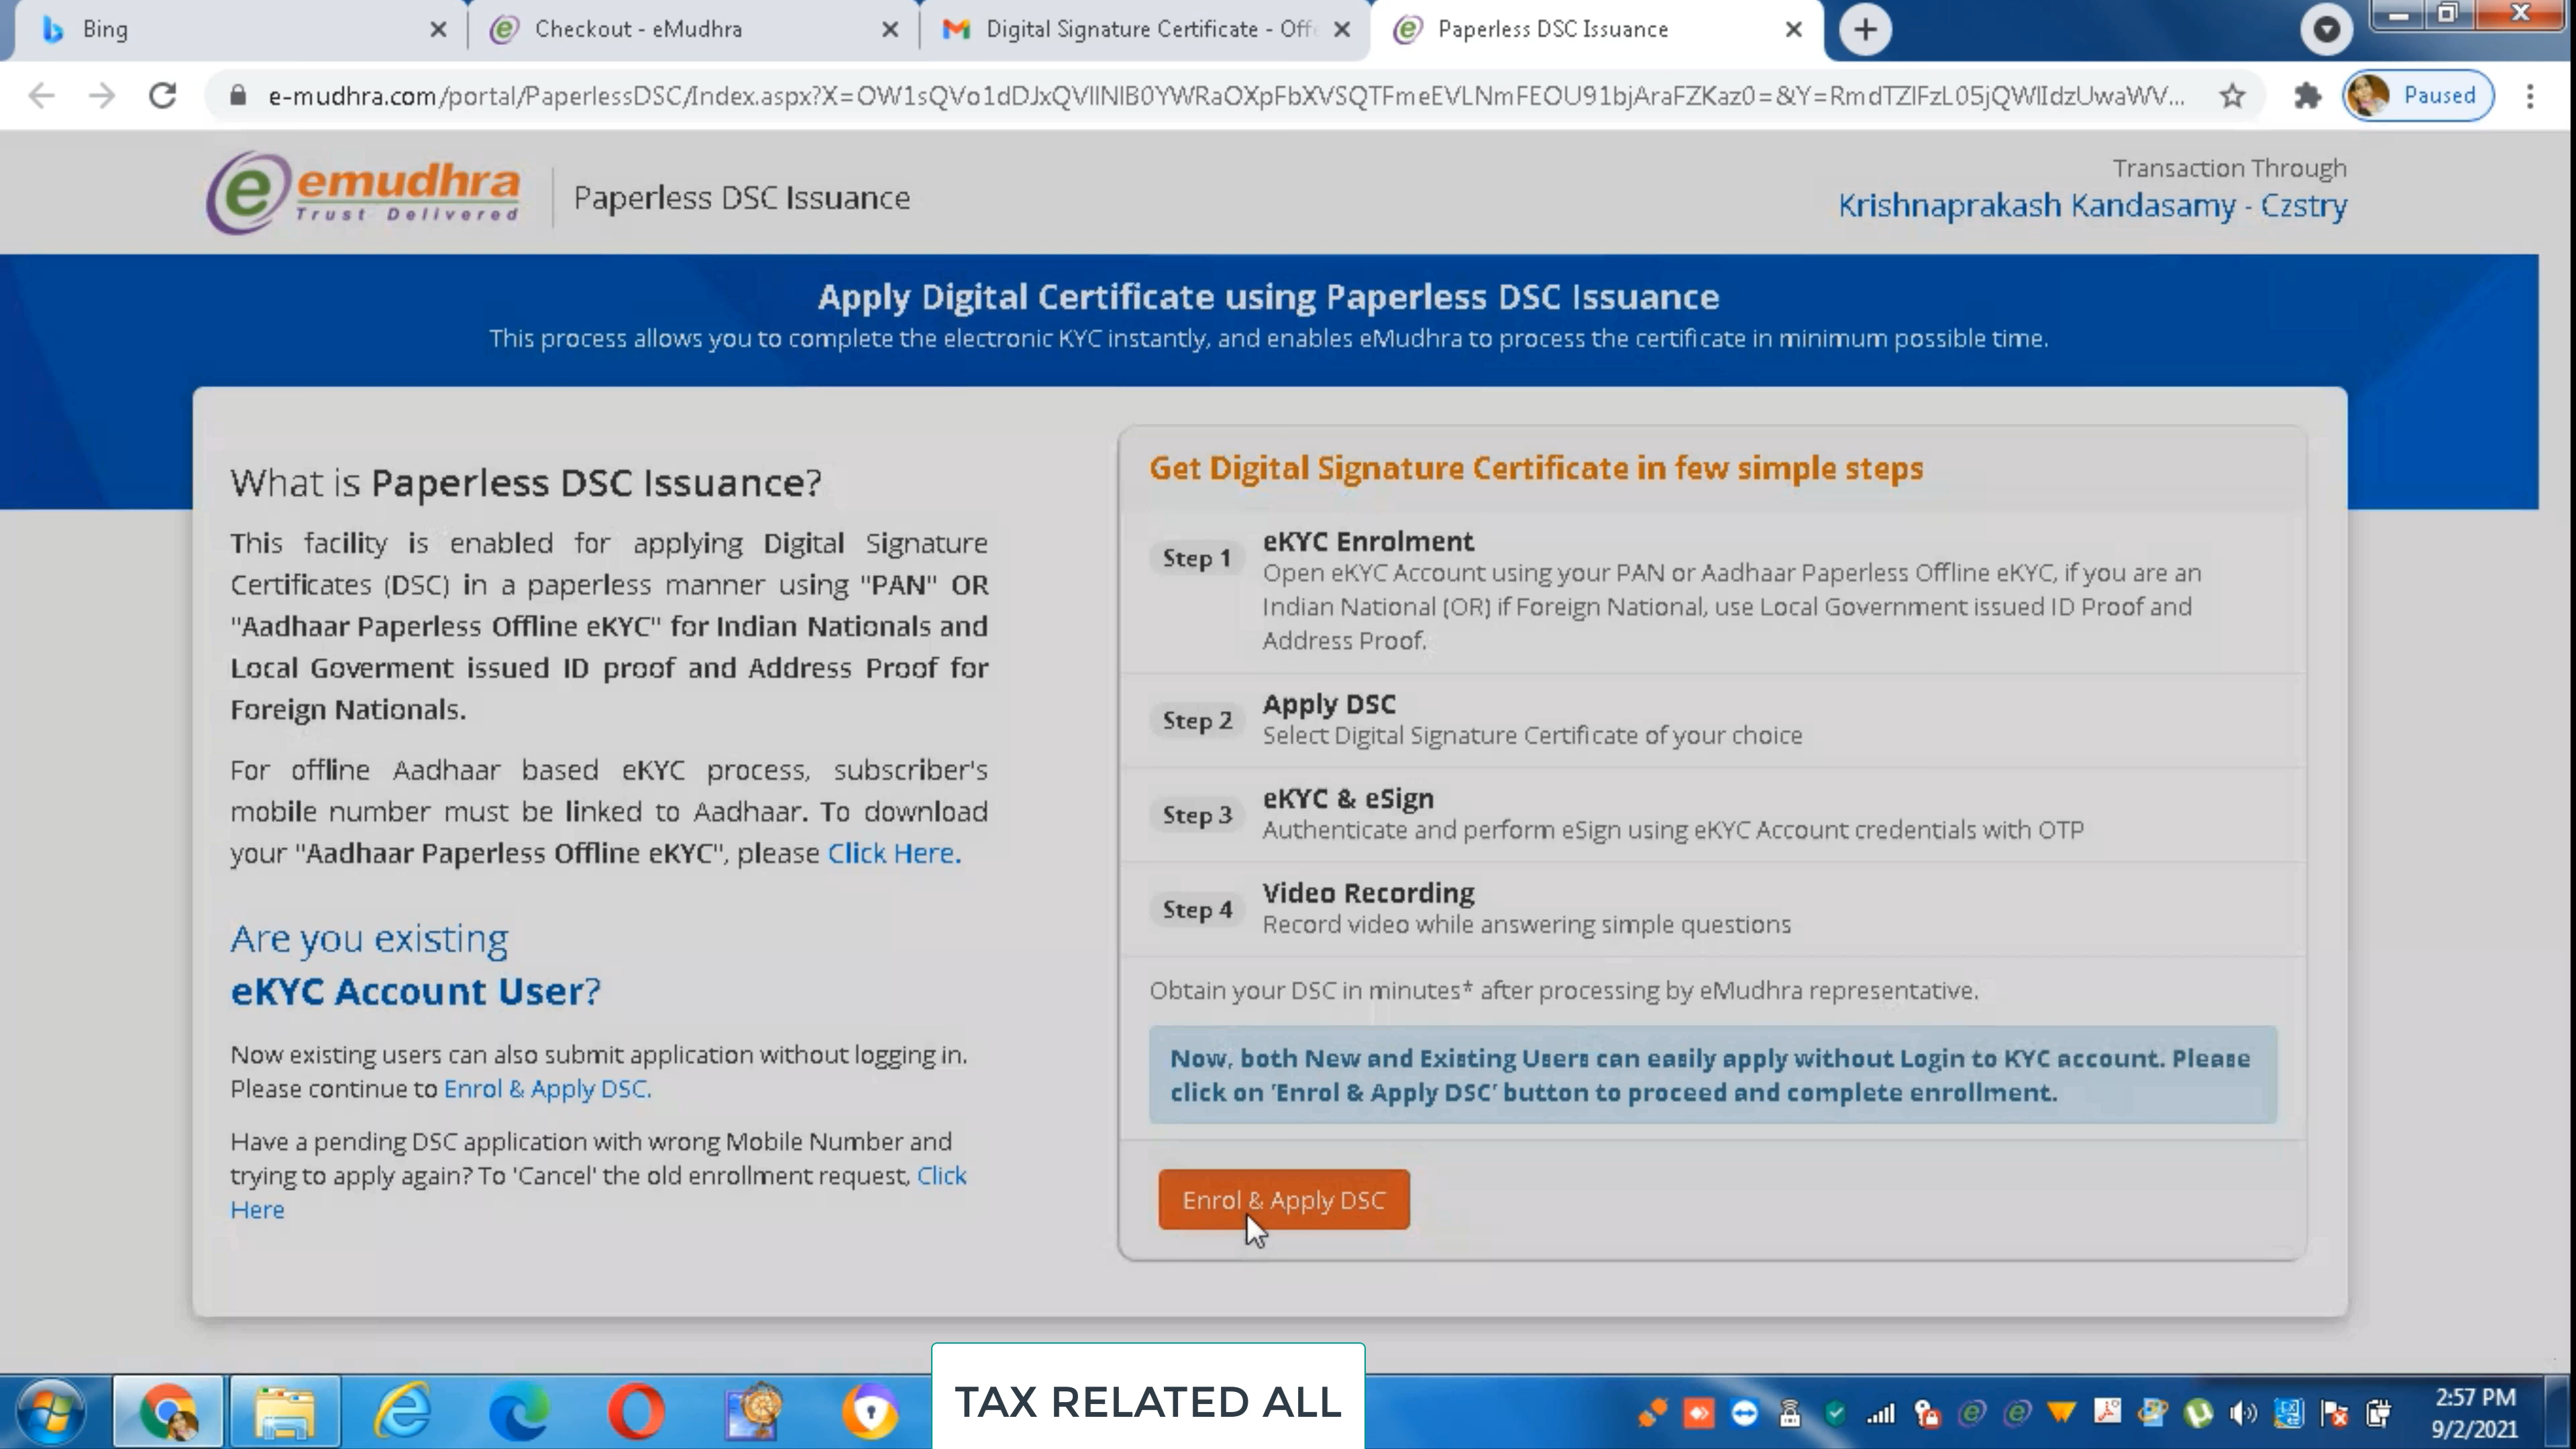 Bing
Checkout - eMudhra
Digital Signature Certificate - Off
Paperless DSC Issuance
e-mudhra.com/portal/PaperlessDSC/Index.aspx?X=
Paused
emudhra
Trust Delivered
Paperless DSC Issuance
Transaction Through
Krishnaprakash Kandasamy - Czstry
Apply Digital Certificate using Paperless DSC Issuance
This process allows you to complete the electronic KYC instantly, and enables eMudhra to process the certificate in minimum possible time.
What is Paperless DSC Issuance?
This facility is enabled for applying Digital Signature
Certificates (DSC) in a paperless manner using "PAN" OR
"Aadhaar Paperless Offline eKYC" for Indian Nationals and
Local Goverment issued ID proof and Address Proof for
Foreign Nationals.
For offline Aadhaar based eKYC process, subscriber's
mobile number must be linked to Aadhaar. To download
your "Aadhaar Paperless Offline eKYC", please Click Here.
Are you existing
eKYC Account User?
Now existing users can also submit application without logging in.
Please continue to Enrol & Apply DSC.
Have a pending DSC application with wrong Mobile Number and
trying to apply again? To 'Cancel' the old enrollment request, Click
Here
Get Digital Signature Certificate in few simple steps
Step 1
eKYC Enrolment
Open eKYC Account using your PAN or Aadhaar Paperless Offline eKYC, if you are an
Indian National (OR) if Foreign National, use Local Government issued ID Proof and
Address Proof.
Step 2
Apply DSC
Select Digital Signature Certificate of your choice
Step 3
eKYC & eSign
Authenticate and perform eSign using eKYC Account credentials with OTP
Step 4
Video Recording
Record video while answering simple questions
Obtain your DSC in minutes* after processing by eMudhra representative.
Now, both New and Existing Users can easily apply without Login to KYC account. Please
click on 'Enrol & Apply DSC' button to proceed and complete enrollment.
Enrol & Apply DSC
TAX RELATED ALL
2:57 PM
9/2/2021